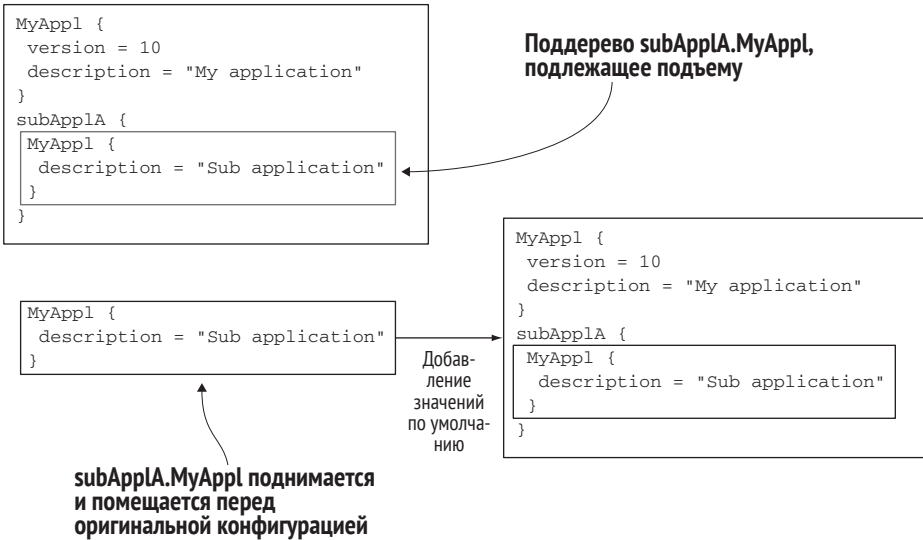 MyAppl {
version = 10
description = "My application"
}
subApplA {
MyAppl {
description = "Sub application"
}
}
Поддерево subApplA.MyAppl,
подлежащее подъему
MyAppl {
description = "Sub application"
}
Добав-
ление
значений
по умолча-
нию
MyAppl {
version = 10
description = "My application"
}
subApplA {
MyAppl {
description = "Sub application"
}
}
subApplA.MyAppl поднимается
и помещается перед
оригинальной конфигурацией